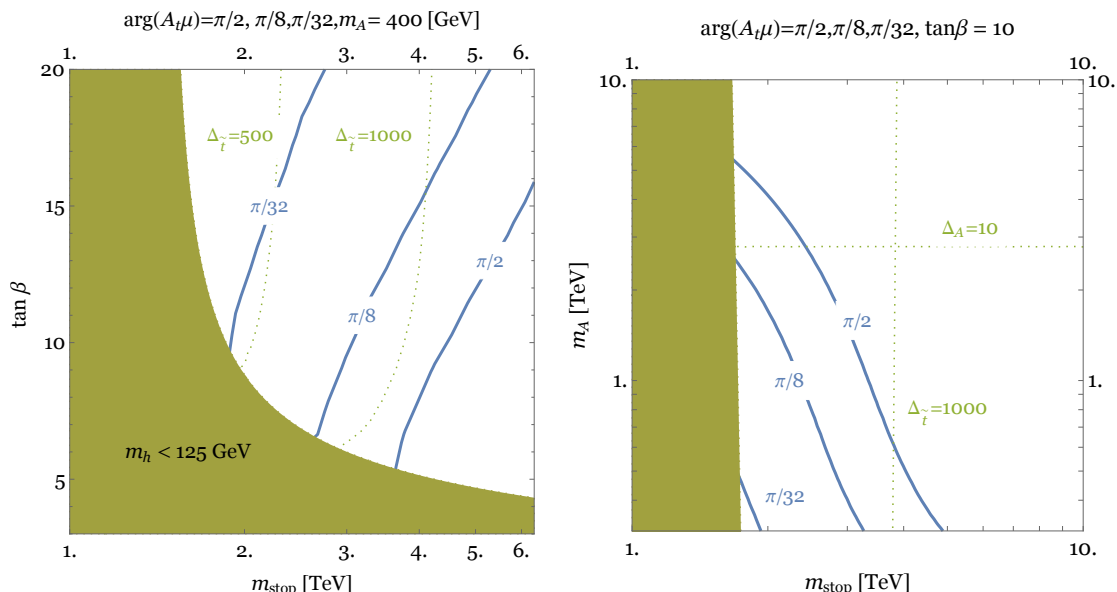 arg(Aₜμ)=π/2, π/8,π/32,m_A= 400 [GeV]
1. 2. 3. 4. 5. 6.
20
15
10
5
tan β
Δ_t̃=500
Δ_t̃=1000
π/32
π/2
π/8
m_h < 125 GeV
1. 2. 3. 4. 5. 6.
m_stop [TeV]
arg(Aₜμ)=π/2,π/8,π/32, tanβ = 10
1. 10.
10. 10.
Δ_A=10
m_A [TeV]
π/2
π/8
1. 1.
Δ_t̃=1000
π/32
1. 10.
m_stop [TeV]